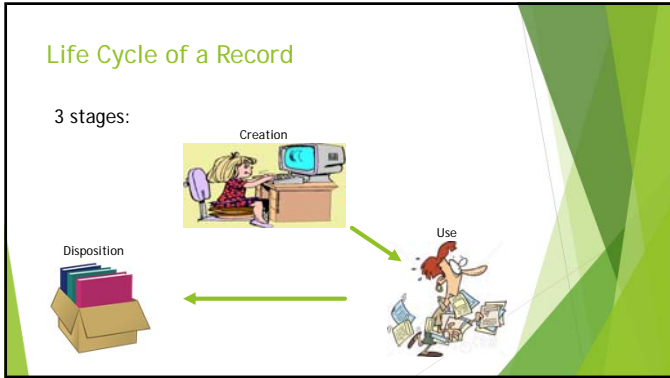 Life Cycle of a Record
3 stages:
Creation
Use
Disposition